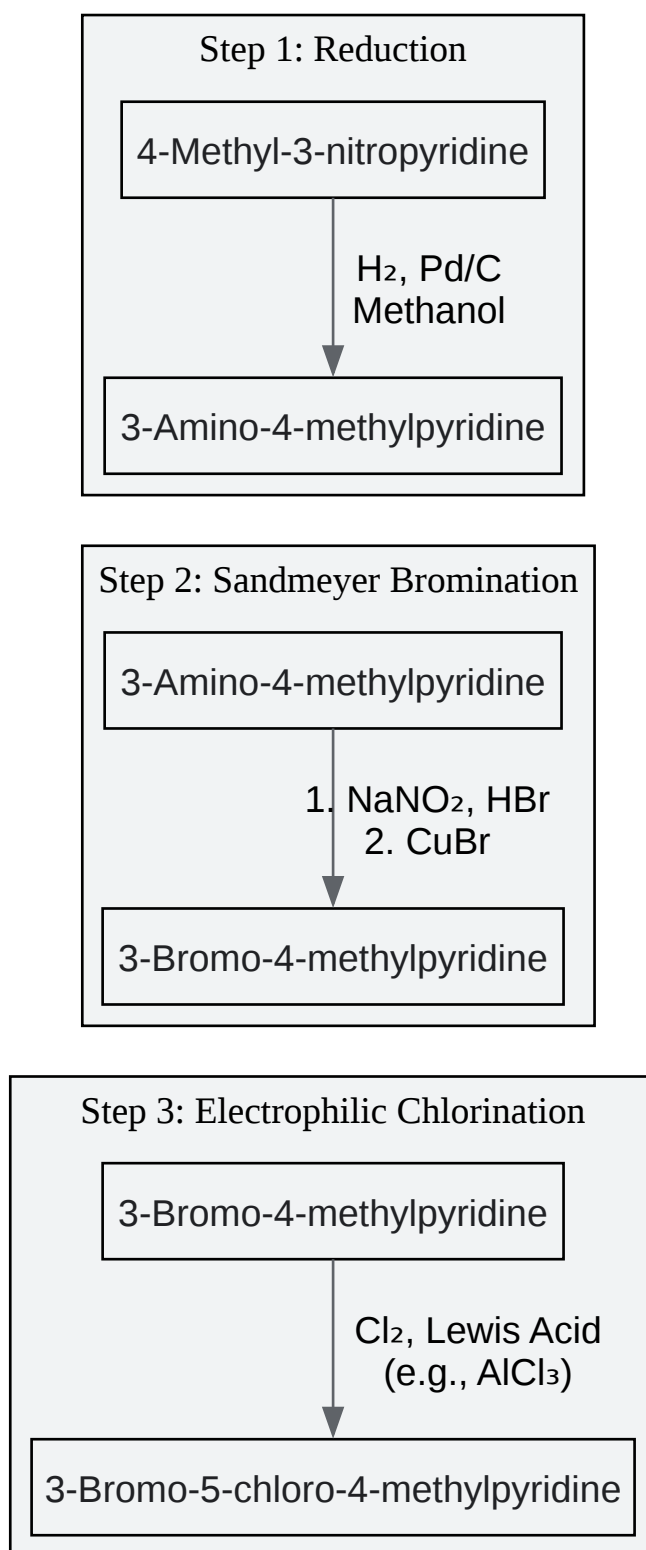 Step 1: Reduction
4-Methyl-3-nitropyridine
H₂, Pd/C
Methanol
3-Amino-4-methylpyridine
Step 2: Sandmeyer Bromination
3-Amino-4-methylpyridine
1. NaNO₂, HBr
2. CuBr
3-Bromo-4-methylpyridine
Step 3: Electrophilic Chlorination
3-Bromo-4-methylpyridine
Cl₂, Lewis Acid
(e.g., AlCl₃)
3-Bromo-5-chloro-4-methylpyridine